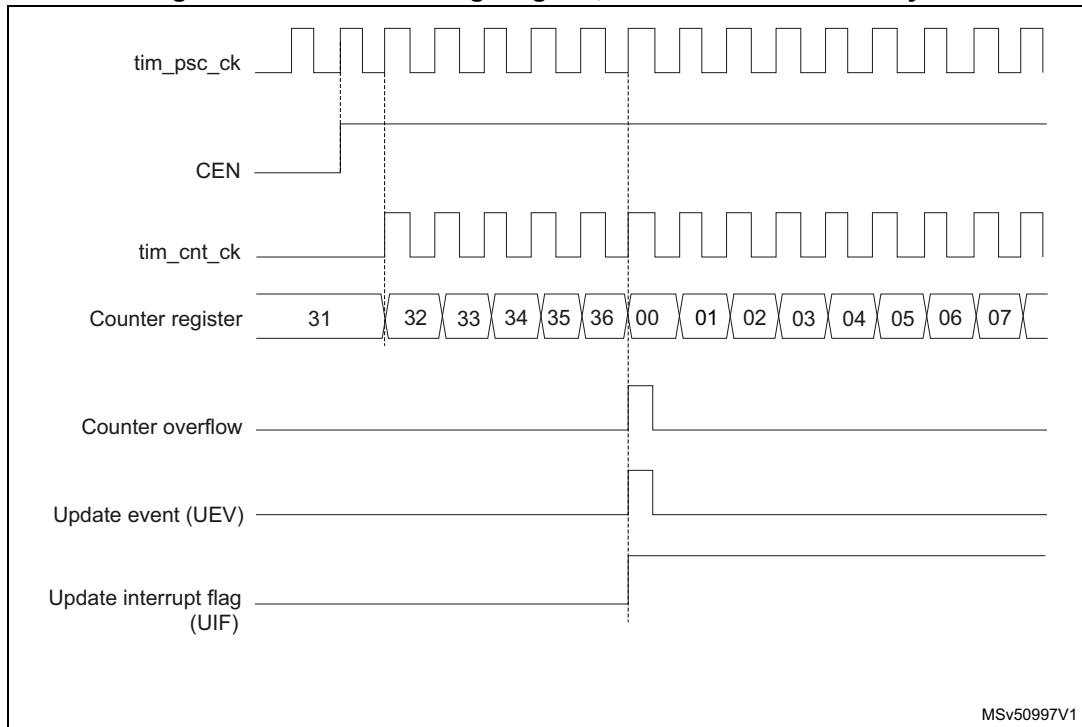 tim_psc_ck
CEN
tim_cnt_ck
Counter register 31 32 33 34 35 36 00 01 02 03 04 05 06 07
Counter overflow
Update event (UEV)
Update interrupt flag
(UIF)
MSv50997V1